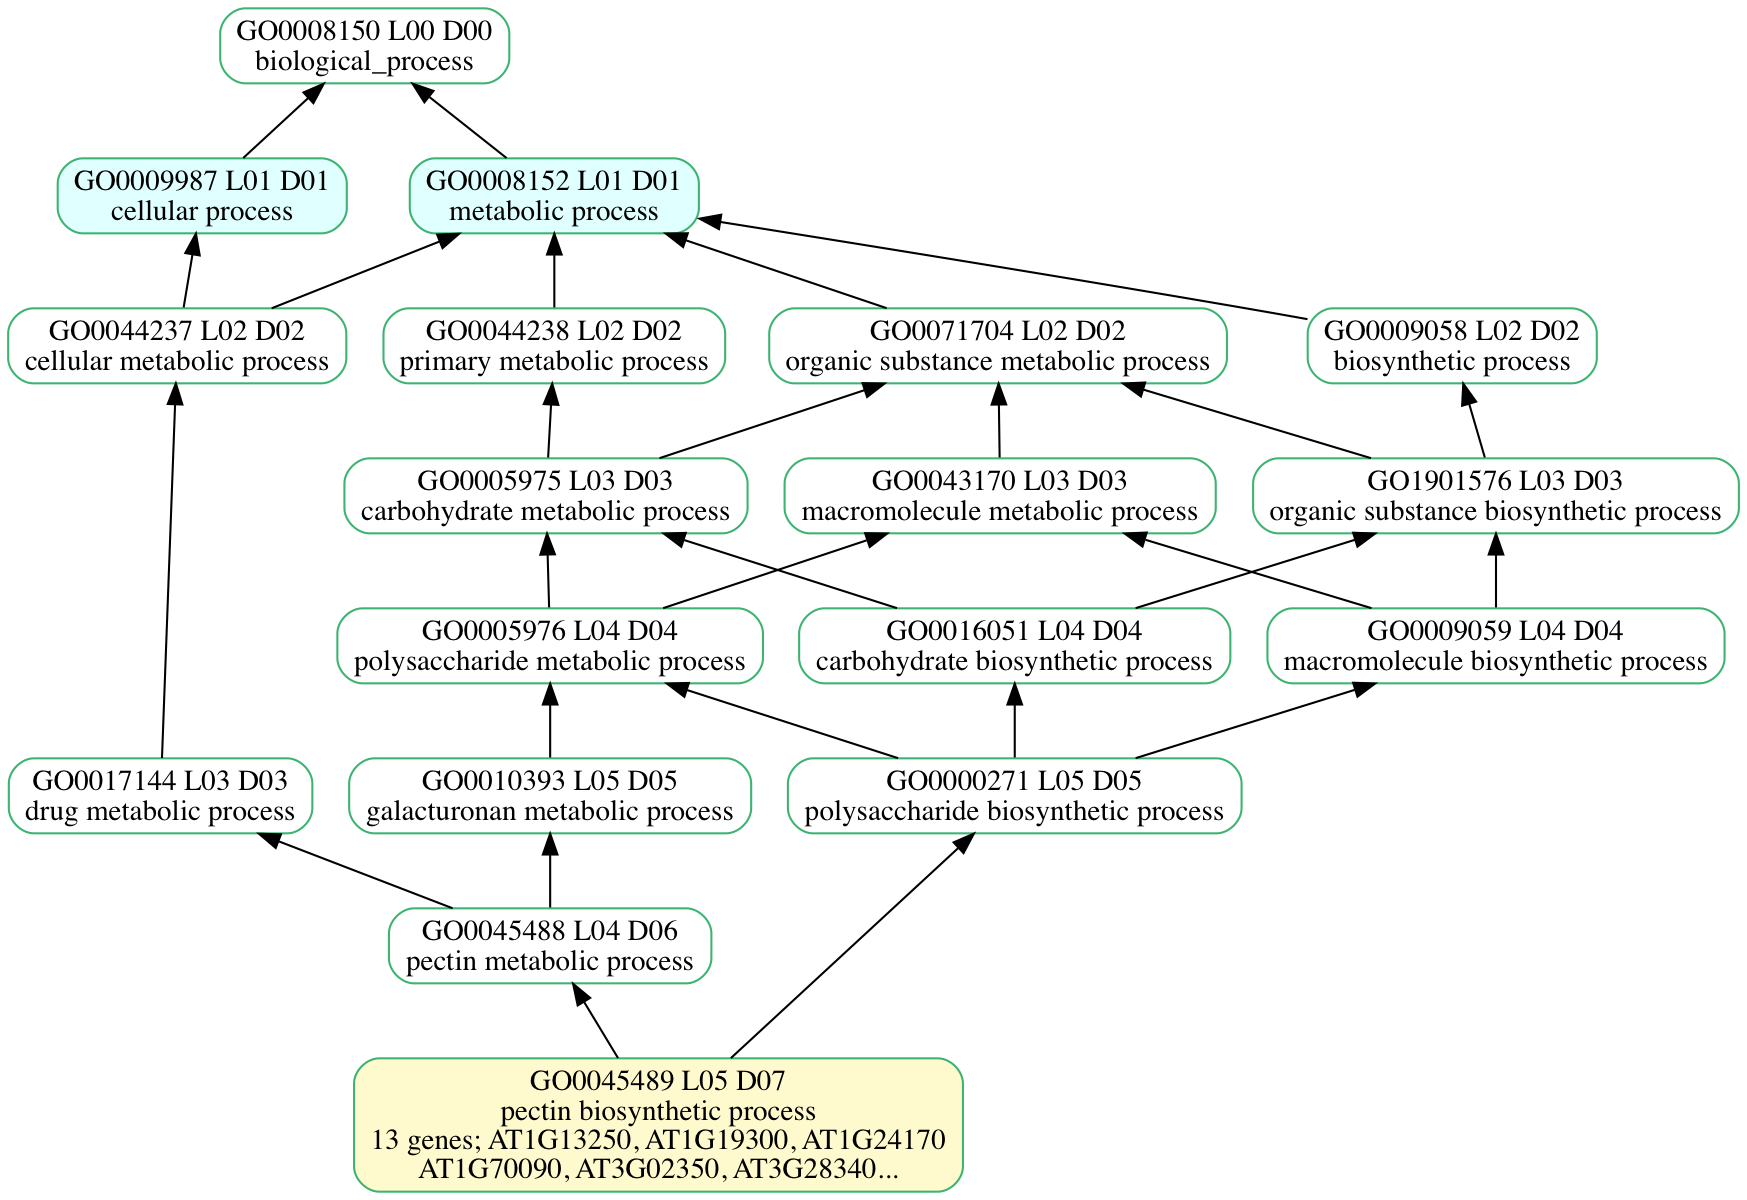 GO0008150 L00 D00
biological_process
GO0009987 L01 D01
cellular process
GO0008152 L01 D01
metabolic process
GO0044237 L02 D02
cellular metabolic process
GO0044238 L02 D02
primary metabolic process
GO0071704 L02 D02
organic substance metabolic process
GO0009058 L02 D02
biosynthetic process
GO0005975 L03 D03
carbohydrate metabolic process
GO0043170 L03 D03
macromolecule metabolic process
GO1901576 L03 D03
organic substance biosynthetic process
GO0005976 L04 D04
polysaccharide metabolic process
GO0016051 L04 D04
carbohydrate biosynthetic process
GO0009059 L04 D04
macromolecule biosynthetic process
GO0017144 L03 D03
drug metabolic process
GO0010393 L05 D05
galacturonan metabolic process
GO0000271 L05 D05
polysaccharide biosynthetic process
GO0045488 L04 D06
pectin metabolic process
GO0045489 L05 D07
pectin biosynthetic process
13 genes; AT1G13250, AT1G19300, AT1G24170
AT1G70090, AT3G02350, AT3G28340...